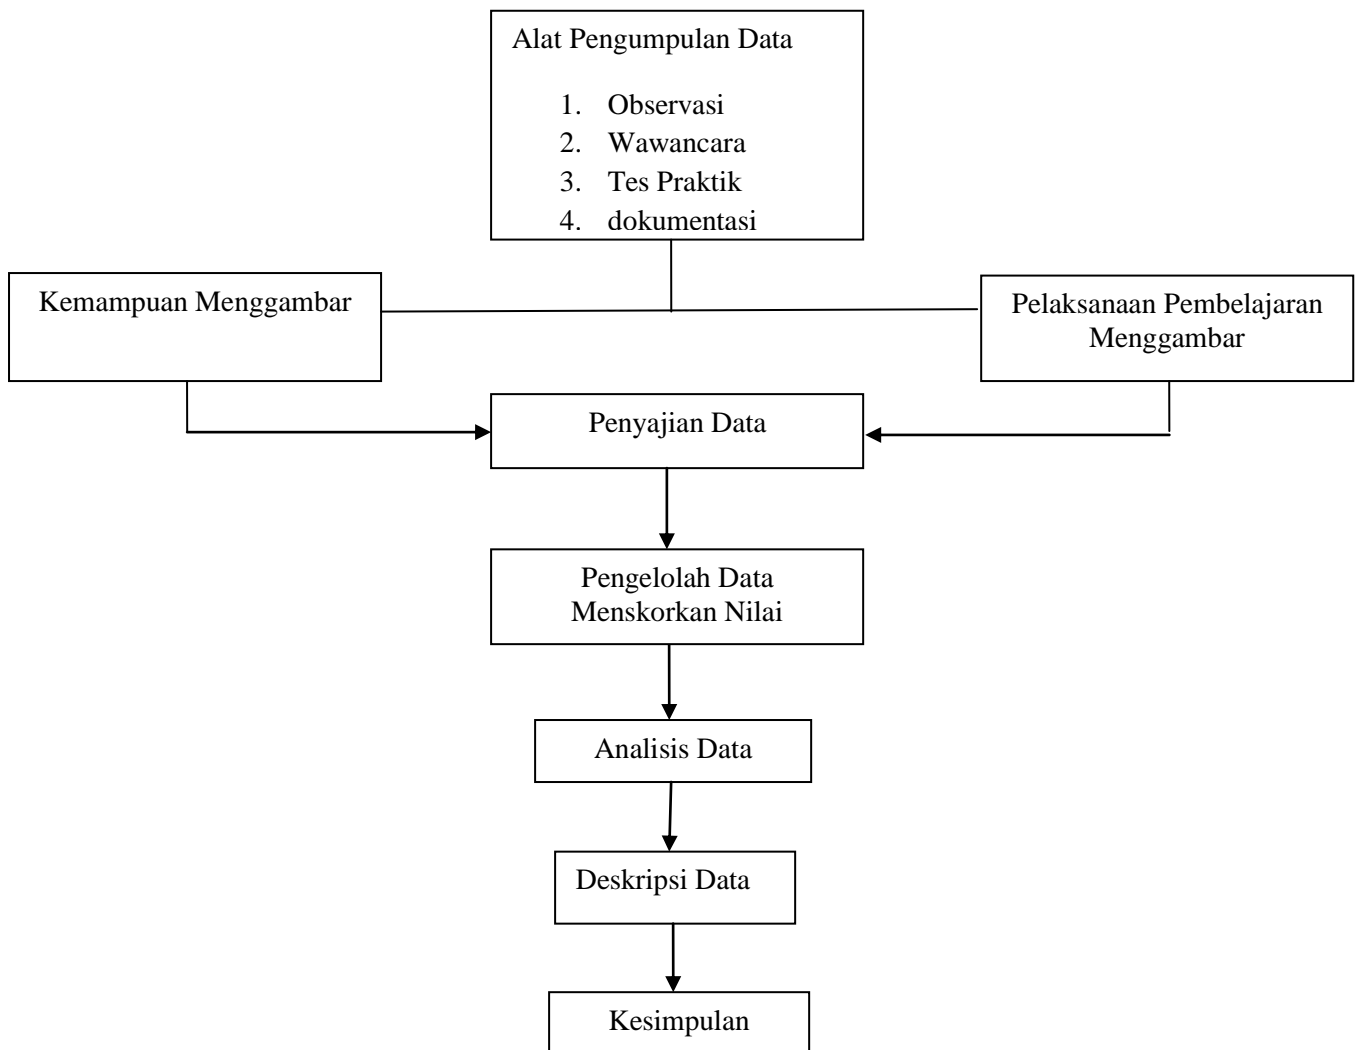 Alat Pengumpulan Data
1. Observasi
2. Wawancara
3. Tes Praktik
4. dokumentasi
Kemampuan Menggambar
Pelaksanaan Pembelajaran
Menggambar
Penyajian Data
Pengelolah Data
Menskorkan Nilai
Analisis Data
Deskripsi Data
Kesimpulan